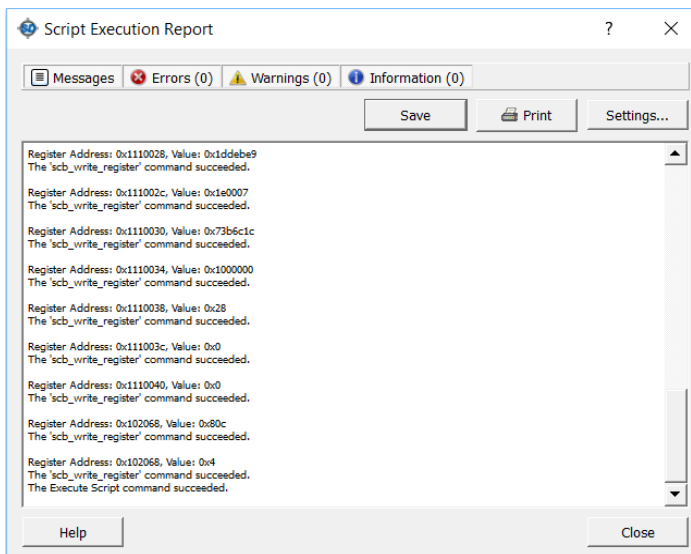 Script Execution Report
?
Messages
Errors (0)
Warnings (0)
Information (0)
Save
Print
Settings...
Register Address: 0x1110028, Value: 0x1ddebe9
The 'scb_write_register' command succeeded.
Register Address: 0x111002c, Value: 0x1e0007
The 'scb_write_register' command succeeded.
Register Address: 0x1110030, Value: 0x73b6c1c
The 'scb_write_register' command succeeded.
Register Address: 0x1110034, Value: 0x1000000
The 'scb_write_register' command succeeded.
Register Address: 0x1110038, Value: 0x28
The 'scb_write_register' command succeeded.
Register Address: 0x111003c, Value: 0x0
The 'scb_write_register' command succeeded.
Register Address: 0x1110040, Value: 0x0
The 'scb_write_register' command succeeded.
Register Address: 0x102068, Value: 0x80c
The 'scb_write_register' command succeeded.
Register Address: 0x102068, Value: 0x4
The 'scb_write_register' command succeeded.
The Execute Script command succeeded.
Help
Close